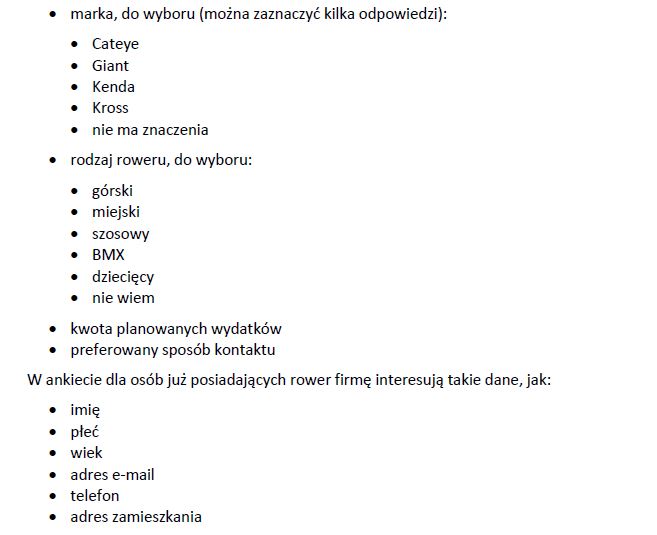 • marka, do wyboru (można zaznaczyć kilka odpowiedzi):
• Cateye
• Giant
• Kenda
• Kross
• nie ma znaczenia
• rodzaj roweru, do wyboru:
• górski
• miejski
• szosowy
• BMX
• dziecięcy
• nie wiem
• kwota planowanych wydatków
• preferowany sposób kontaktu
W ankiecie dla osób już posiadających rower firmę interesują takie dane, jak:
• imię
• płeć
• wiek
• adres e-mail
• telefon
• adres zamieszkania